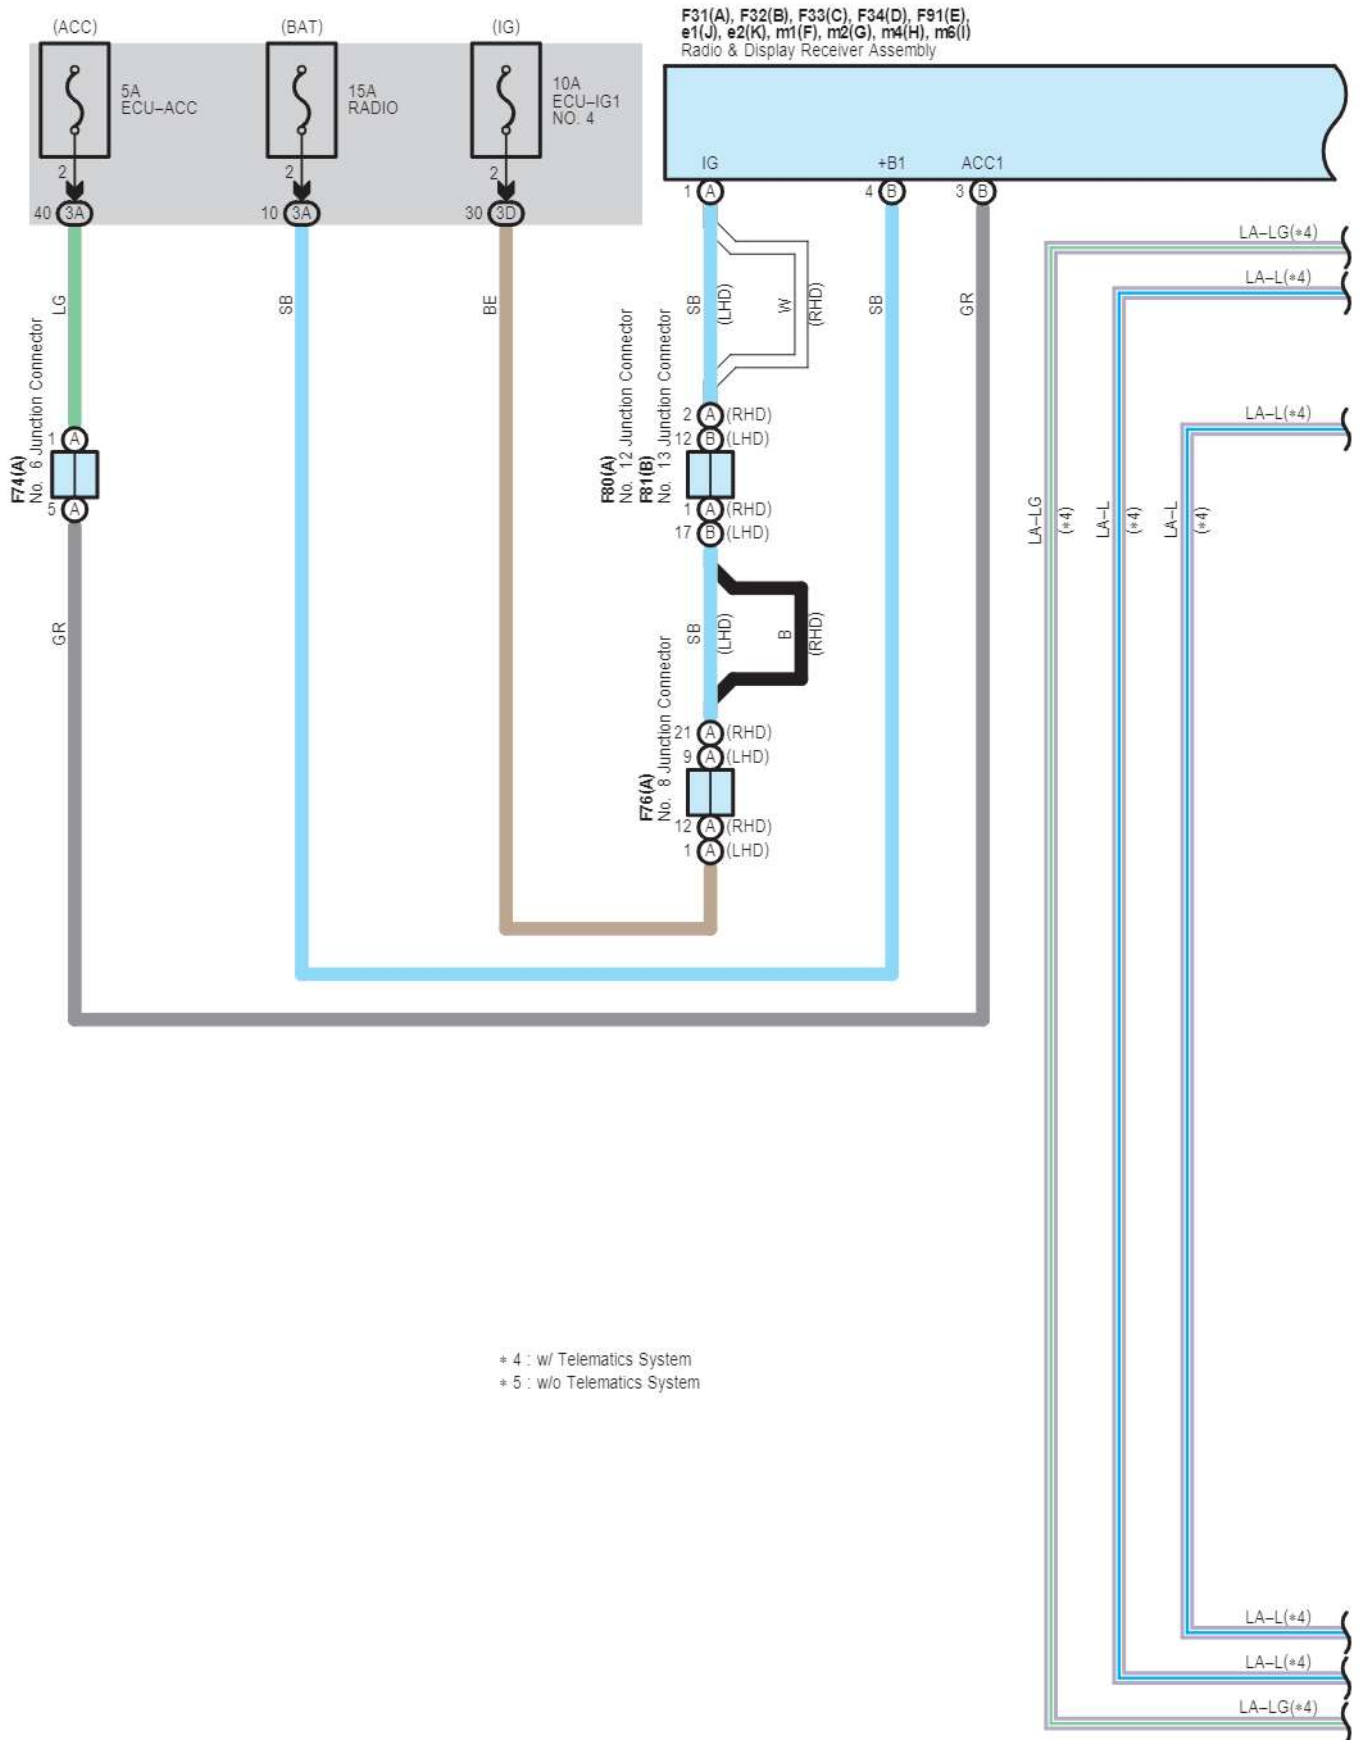 F31(A), F32(B), F33(C), F34(D), F91(E),
e1(J), e2(K), m1(F), m2(G), m4(H), m6(I)
Radio & Display Receiver Assembly
(ACC)
(BAT)
(IG)
5A
ECU–ACC
15A
RADIO
10A
ECU–IG1
NO. 4
2
2
2
40 3A
10 3A
30 3D
IG
+B1
ACC1
1 A
4 B
3 B
LG
SB
BE
SB
(LHD)
W
(RHD)
SB
GR
LA–LG(*4)
LA–L(*4)
LA–L(*4)
F74(A)
No. 6 Junction Connector
1 A
5 A
F80(A)
No. 12 Junction Connector
F81(B)
No. 13 Junction Connector
2 A (RHD)
12 B (LHD)
1 A (RHD)
17 B (LHD)
LA–LG
(*4)
LA–L
(*4)
LA–L
(*4)
GR
SB
(LHD)
B
(RHD)
F76(A)
No. 8 Junction Connector
21 A (RHD)
9 A (LHD)
12 A (RHD)
1 A (LHD)
* 4 : w/ Telematics System
* 5 : w/o Telematics System
LA–L(*4)
LA–L(*4)
LA–LG(*4)